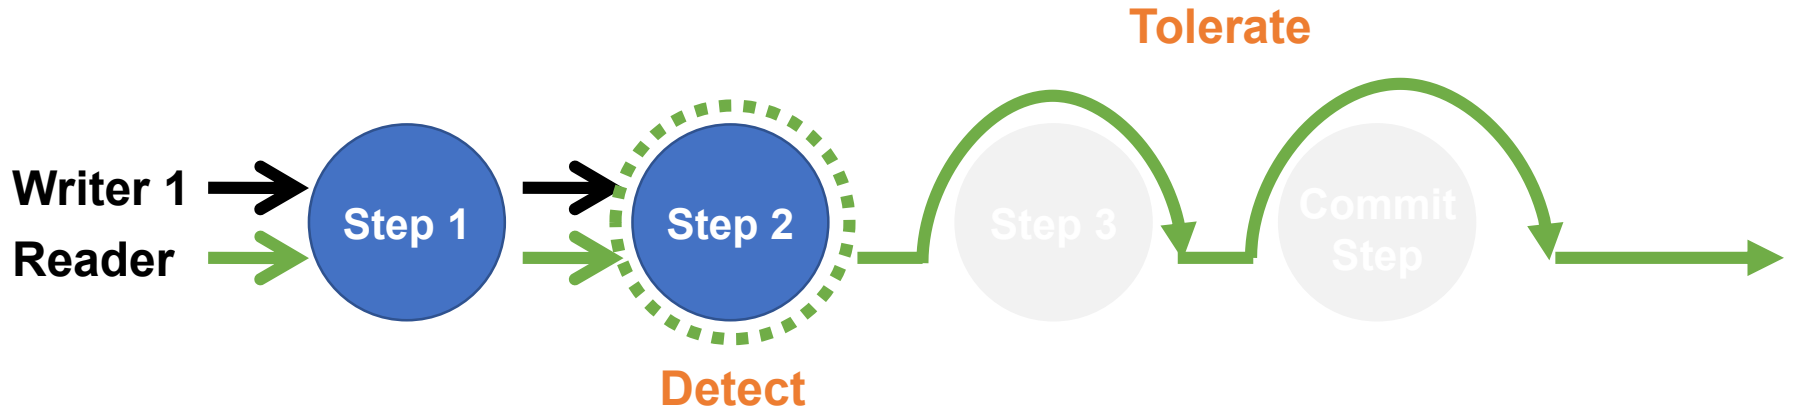 Tolerate
Writer 1
Reader
Step 1
Step 2
Step 3
Commit
Step
Detect